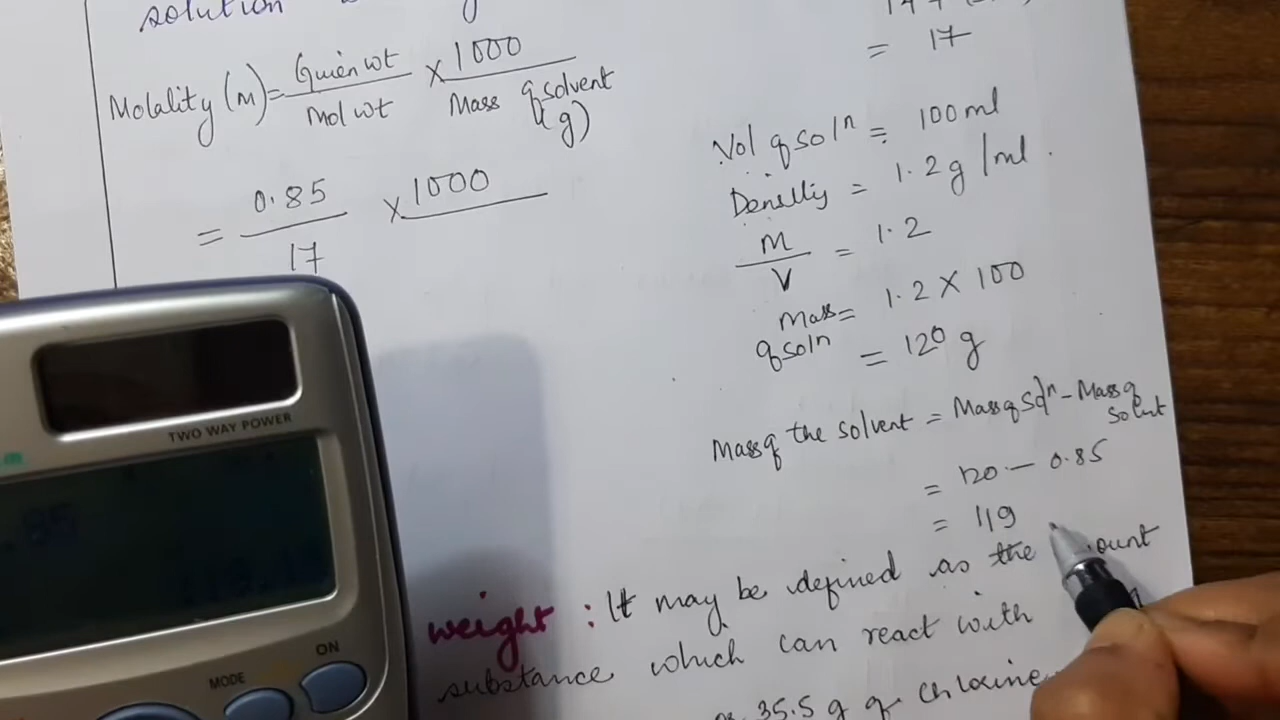 solution
Molality (m) = Given wt / mol wt × 1000 / Mass of solvent (g)
= 0.85 / 17 × 1000
= 17
Vol of soln = 100 ml
Density = 1.2 g/ml.
M / V = 1.2
Mass of soln = 1.2 × 100
= 120 g
Mass of the solvent = Mass of soln - Mass of solut
= 120 - 0.85
= 119
weight : It may be defined as the
substance which can react with
35.5 g of chlorine
TWO WAY POWER
MODE
ON